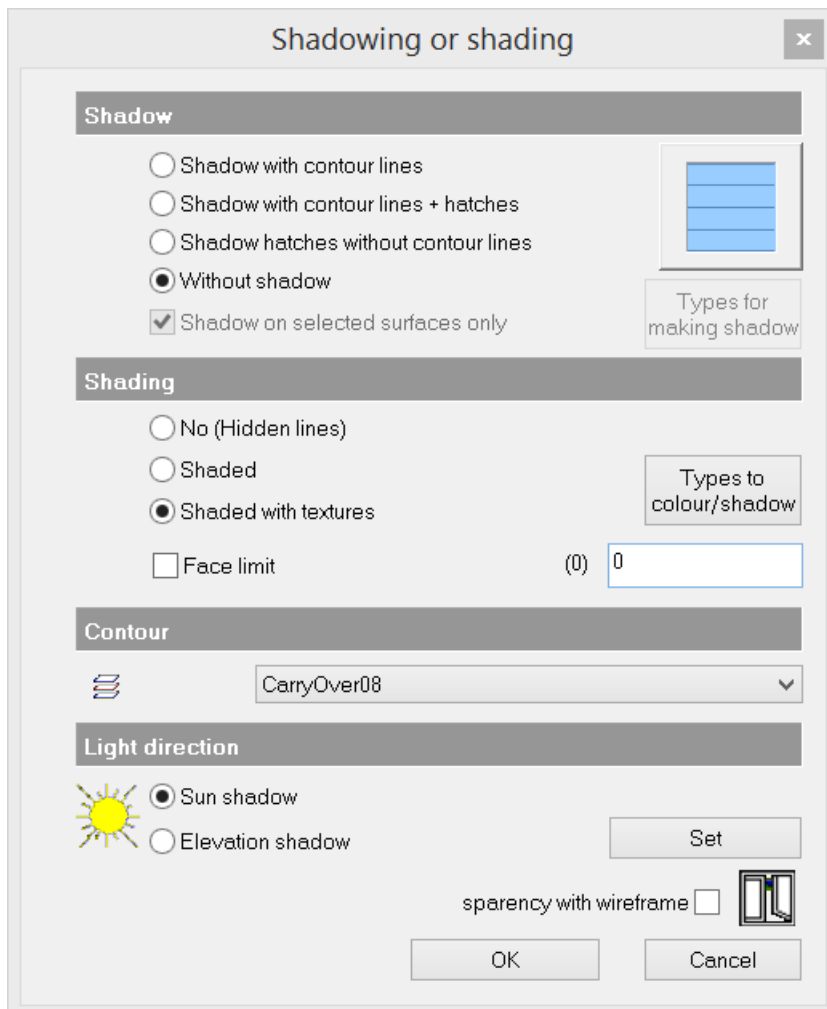 Shadowing or shading
Shadow
Shadow with contour lines
Shadow with contour lines + hatches
Shadow hatches without contour lines
Without shadow
Shadow on selected surfaces only
Types for
making shadow
Shading
No (Hidden lines)
Shaded
Shaded with textures
Types to
colour/shadow
Face limit
(0) 0
Contour
CarryOver08
Light direction
Sun shadow
Elevation shadow
Set
sparency with wireframe
OK
Cancel